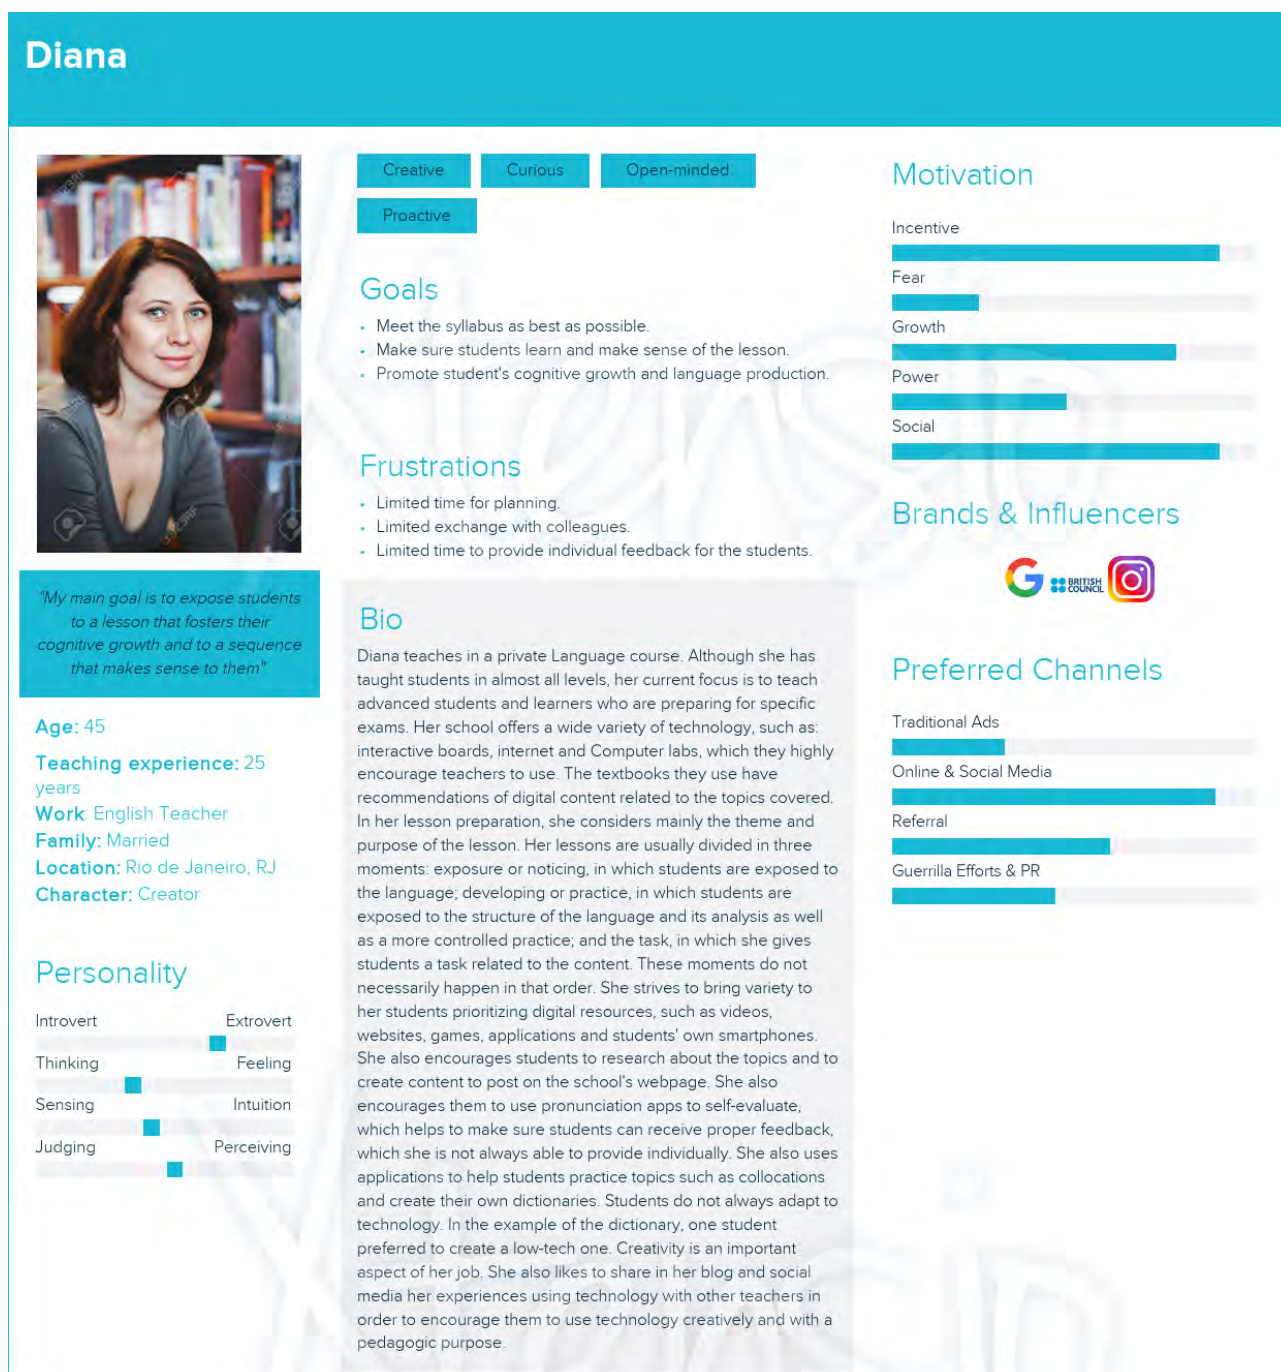 Diana
Creative
Curious
Open-minded
Proactive
Goals
Meet the syllabus as best as possible.
Make sure students learn and make sense of the lesson.
Promote student's cognitive growth and language production.
Frustrations
Limited time for planning.
Limited exchange with colleagues.
Limited time to provide individual feedback for the students.
"My main goal is to expose students
to a lesson that fosters their
cognitive growth and to a sequence
that makes sense to them"
Age: 45
Teaching experience: 25
years
Work: English Teacher
Family: Married
Location: Rio de Janeiro, RJ
Character: Creator
Personality
Introvert Extrovert
Thinking Feeling
Sensing Intuition
Judging Perceiving
Bio
Diana teaches in a private Language course. Although she has
taught students in almost all levels, her current focus is to teach
advanced students and learners who are preparing for specific
exams. Her school offers a wide variety of technology, such as:
interactive boards, internet and Computer labs, which they highly
encourage teachers to use. The textbooks they use have
recommendations of digital content related to the topics covered.
In her lesson preparation, she considers mainly the theme and
purpose of the lesson. Her lessons are usually divided in three
moments: exposure or noticing, in which students are exposed to
the language; developing or practice, in which students are
exposed to the structure of the language and its analysis as well
as a more controlled practice; and the task, in which she gives
students a task related to the content. These moments do not
necessarily happen in that order. She strives to bring variety to
her students prioritizing digital resources, such as videos,
websites, games, applications and students' own smartphones.
She also encourages students to research about the topics and to
create content to post on the school's webpage. She also
encourages them to use pronunciation apps to self-evaluate,
which helps to make sure students can receive proper feedback,
which she is not always able to provide individually. She also uses
applications to help students practice topics such as collocations
and create their own dictionaries. Students do not always adapt to
technology. In the example of the dictionary, one student
preferred to create a low-tech one. Creativity is an important
aspect of her job. She also likes to share in her blog and social
media her experiences using technology with other teachers in
order to encourage them to use technology creatively and with a
pedagogic purpose.
Motivation
Incentive
Fear
Growth
Power
Social
Brands & Influencers
G
BRITISH
COUNCIL
Preferred Channels
Traditional Ads
Online & Social Media
Referral
Guerrilla Efforts & PR